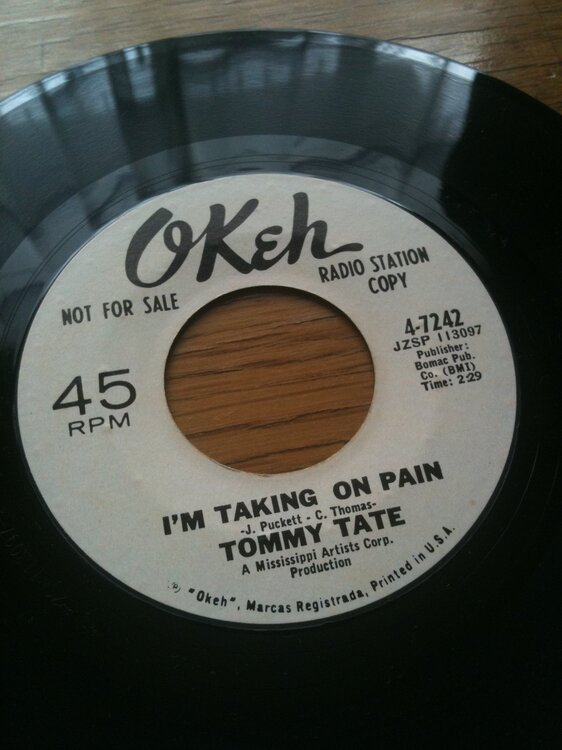 OKeh
NOT FOR SALE
RADIO STATION
COPY
4-7242
JZSP 113097
Publisher:
Bomac Pub.
Co. (BMI)
Time: 2:29
45
RPM
I'M TAKING ON PAIN
-J. Puckett - C. Thomas-
TOMMY TATE
A Mississippi Artists Corp.
Production
℗ "Okeh", Marcas Registrada, Printed in U.S.A.